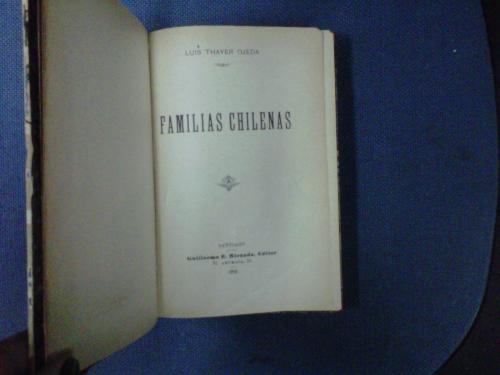 LUIS THAYER OJEDA
FAMILIAS CHILENAS
SANTIAGO
Guillermo E. Miranda, Editor